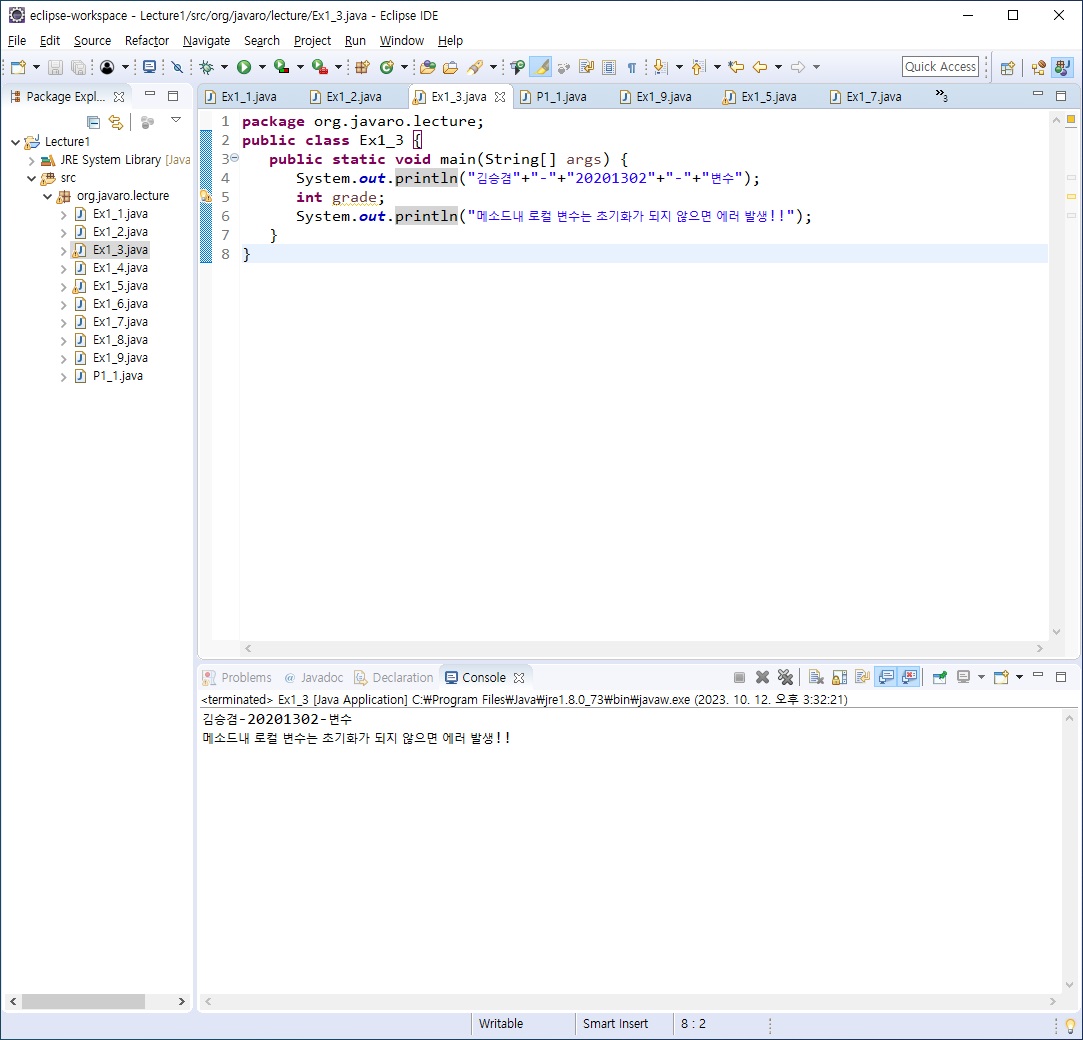 eclipse-workspace - Lecture1/src/org/javaro/lecture/Ex1_3.java - Eclipse IDE
File Edit Source Refactor Navigate Search Project Run Window Help
Quick Access
Package Expl...
Lecture1
JRE System Library [Java
src
org.javaro.lecture
Ex1_1.java
Ex1_2.java
Ex1_3.java
Ex1_4.java
Ex1_5.java
Ex1_6.java
Ex1_7.java
Ex1_8.java
Ex1_9.java
P1_1.java
Ex1_1.java Ex1_2.java Ex1_3.java P1_1.java Ex1_9.java Ex1_5.java Ex1_7.java »3
1 package org.javaro.lecture;
2 public class Ex1_3 {
3 public static void main(String[] args) {
4 System.out.println("김승겸"+"-"+"20201302"+"-"+"변수");
5 int grade;
6 System.out.println("메소드내 로컬 변수는 초기화가 되지 않으면 에러 발생!!");
7 }
8 }
Problems @ Javadoc Declaration Console
<terminated> Ex1_3 [Java Application] C:₩Program Files₩Java₩jre1.8.0_73₩bin₩javaw.exe (2023. 10. 12. 오후 3:32:21)
김승겸-20201302-변수
메소드내 로컬 변수는 초기화가 되지 않으면 에러 발생!!
Writable Smart Insert 8 : 2